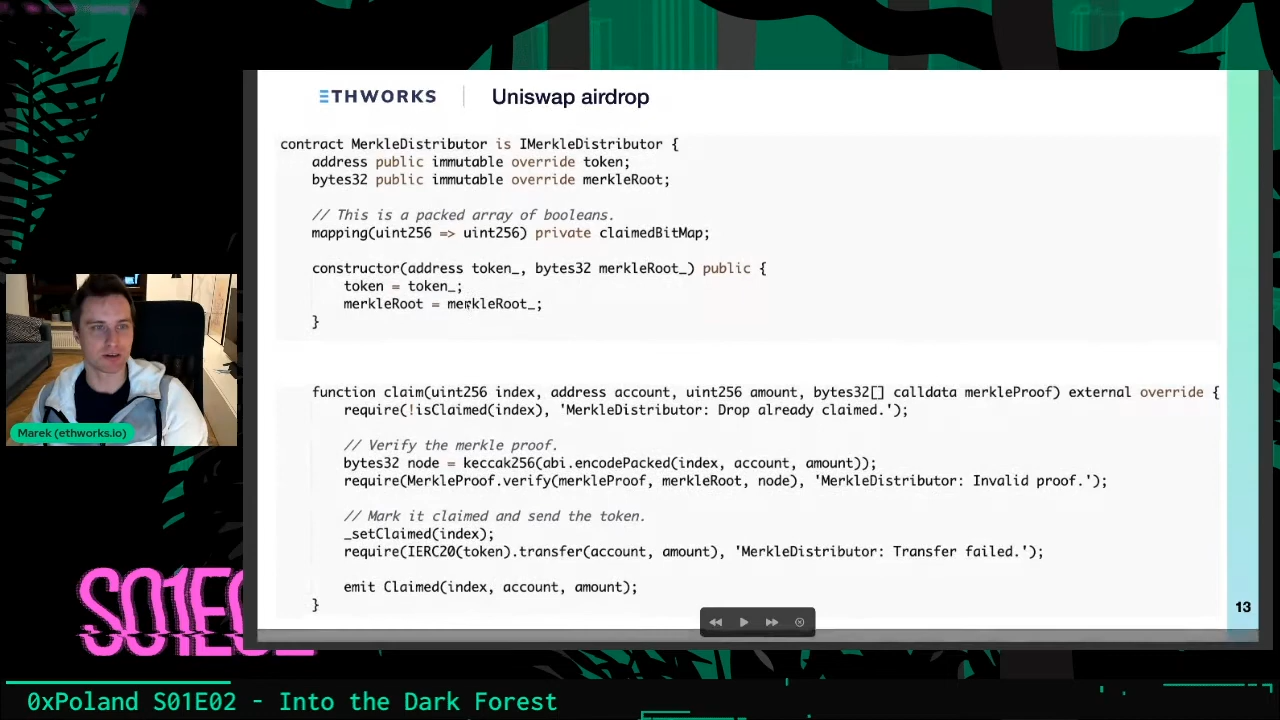 ETHWORKS
Uniswap airdrop
contract MerkleDistributor is IMerkleDistributor {
address public immutable override token;
bytes32 public immutable override merkleRoot;
// This is a packed array of booleans.
mapping(uint256 => uint256) private claimedBitMap;
constructor(address token_, bytes32 merkleRoot_) public {
token = token_;
merkleRoot = merkleRoot_;
}
function claim(uint256 index, address account, uint256 amount, bytes32[] calldata merkleProof) external override {
require(!isClaimed(index), 'MerkleDistributor: Drop already claimed.');
// Verify the merkle proof.
bytes32 node = keccak256(abi.encodePacked(index, account, amount));
require(MerkleProof.verify(merkleProof, merkleRoot, node), 'MerkleDistributor: Invalid proof.');
// Mark it claimed and send the token.
_setClaimed(index);
require(IERC20(token).transfer(account, amount), 'MerkleDistributor: Transfer failed.');
emit Claimed(index, account, amount);
}
13
Marek (ethworks.io)
0xPoland S01E02 - Into the Dark Forest